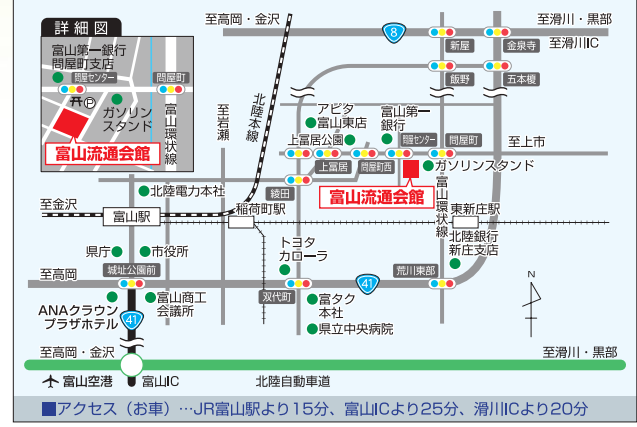 詳細図
富山第一銀行
問屋町支店
問屋センター
問屋町
P
ガソリン
スタンド
富山環状線
富山流通会館
至高岡・金沢
8
新屋
金泉寺
至滑川・黒部
至滑川IC
飯野
五本榎
北陸本線
至岩瀬
アピタ
富山東店
富山第一
銀行
上冨居公園
問屋センター
問屋町
至上市
上冨居
問屋町西
ガソリンスタンド
綾田
富山流通会館
富山環状線
北陸電力本社
至金沢
富山駅
稲荷町駅
東新庄駅
北陸銀行
新庄支店
県庁
市役所
トヨタ
カローラ
城址公園前
荒川東部
至高岡
双代町
41
N
富山商工
会議所
富タク
本社
ANAクラウン
プラザホテル
41
県立中央病院
至高岡・金沢
至滑川・黒部
富山空港
富山IC
北陸自動車道
■アクセス（お車）…JR富山駅より15分、富山ICより25分、滑川ICより20分